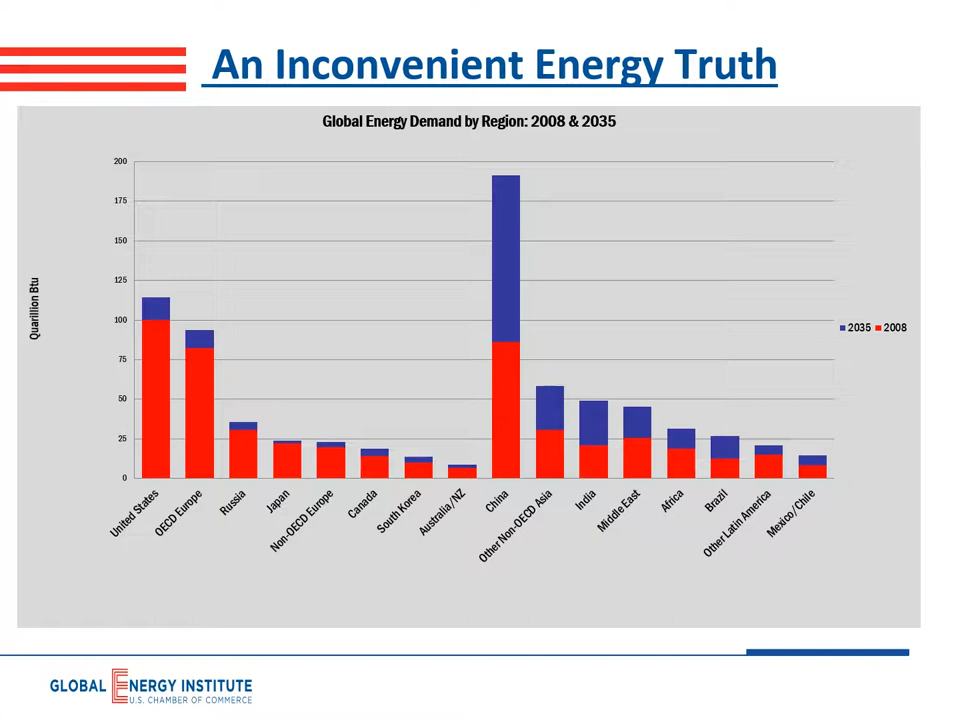 An Inconvenient Energy Truth
Global Energy Demand by Region: 2008 & 2035
200
175
150
125
100
75
50
25
0
Quarillion Btu
United States
OECD Europe
Russia
Japan
Non-OECD Europe
Canada
South Korea
Australia/NZ
China
Other Non-OECD Asia
India
Middle East
Africa
Brazil
Other Latin America
Mexico/Chile
2035 2008
GLOBAL ENERGY INSTITUTE
U.S. CHAMBER OF COMMERCE